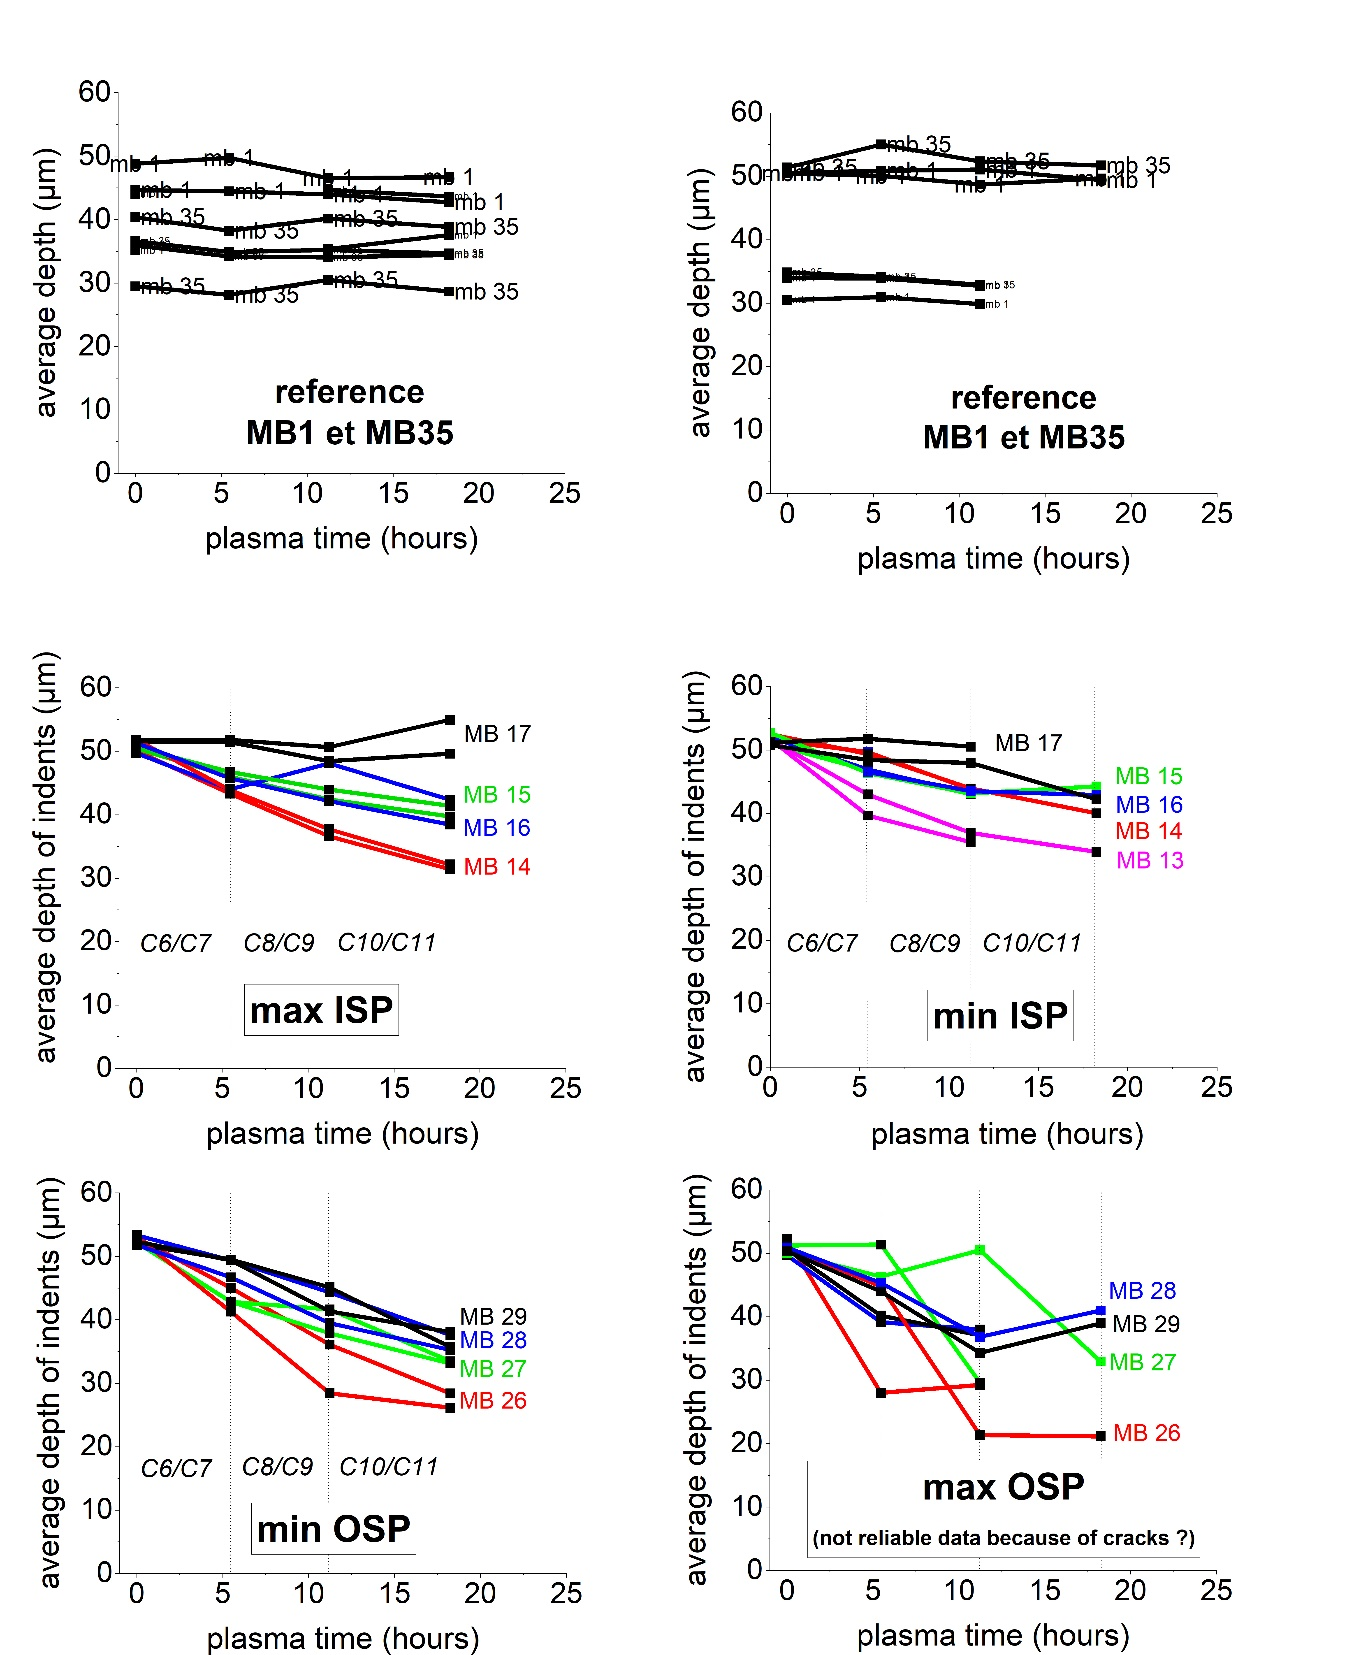 60
50
40
30
20
10
0
average depth (µm)
mb 1
mb 1
mb 1
mb 1
mb 1
mb 1
mb 1
mb 1
mb 35
mb 35
mb 35
mb 35
mb 35
mb 35
mb 35
mb 35
reference
MB1 et MB35
0 5 10 15 20 25
plasma time (hours)
60
50
40
30
20
10
0
average depth (µm)
mb 35
mb 35
mb 35
mb 1
mb 1
mb 1
mb 35
mb 1
mb 1
reference
MB1 et MB35
0 5 10 15 20 25
plasma time (hours)
60
50
40
30
20
10
0
average depth of indents (µm)
MB 17
MB 15
MB 16
MB 14
C6/C7 C8/C9 C10/C11
max ISP
0 5 10 15 20 25
plasma time (hours)
60
50
40
30
20
10
0
average depth of indents (µm)
MB 17
MB 15
MB 16
MB 14
MB 13
C6/C7 C8/C9 C10/C11
min ISP
0 5 10 15 20 25
plasma time (hours)
60
50
40
30
20
10
0
average depth of indents (µm)
MB 29
MB 28
MB 27
MB 26
C6/C7 C8/C9 C10/C11
min OSP
0 5 10 15 20 25
plasma time (hours)
60
50
40
30
20
10
0
average depth of indents (µm)
MB 28
MB 29
MB 27
MB 26
max OSP
(not reliable data because of cracks ?)
0 5 10 15 20 25
plasma time (hours)